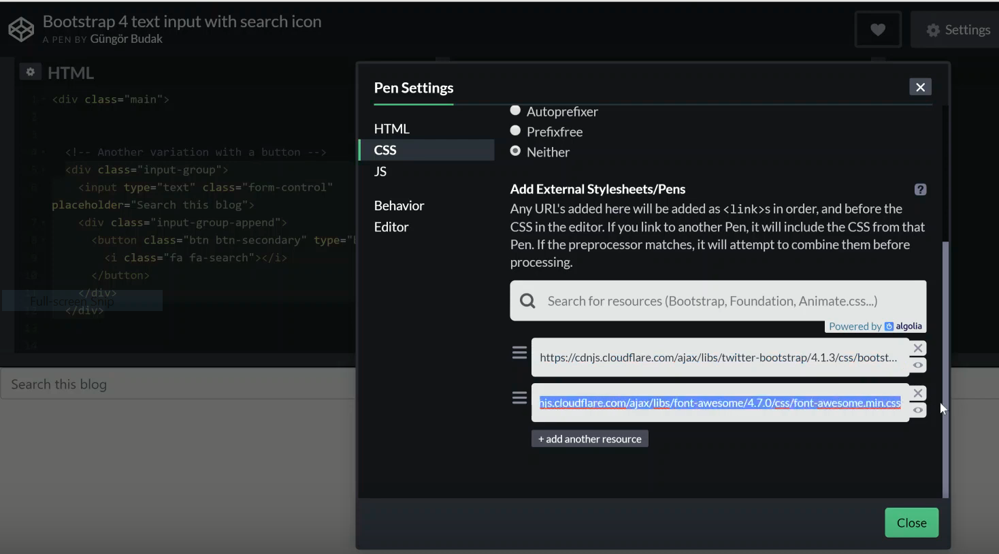 Bootstrap 4 text input with search icon
A PEN BY Güngör Budak
Settings
HTML
<div class="main">
<!-- Another variation with a button -->
<div class="input-group">
<input type="text" class="form-control"
placeholder="Search this blog">
<div class="input-group-append">
<button class="btn btn-secondary" type="
<i class="fa fa-search"></i>
</button>
</div>
Full-screen Snip
</div>
Search this blog
Pen Settings
HTML
CSS
JS
Behavior
Editor
Autoprefixer
Prefixfree
Neither
Add External Stylesheets/Pens
?
Any URL's added here will be added as <link>s in order, and before the
CSS in the editor. If you link to another Pen, it will include the CSS from that
Pen. If the preprocessor matches, it will attempt to combine them before
processing.
Search for resources (Bootstrap, Foundation, Animate.css...)
Powered by algolia
https://cdnjs.cloudflare.com/ajax/libs/twitter-bootstrap/4.1.3/css/bootst...
njs.cloudflare.com/ajax/libs/font-awesome/4.7.0/css/font-awesome.min.css
+ add another resource
Close